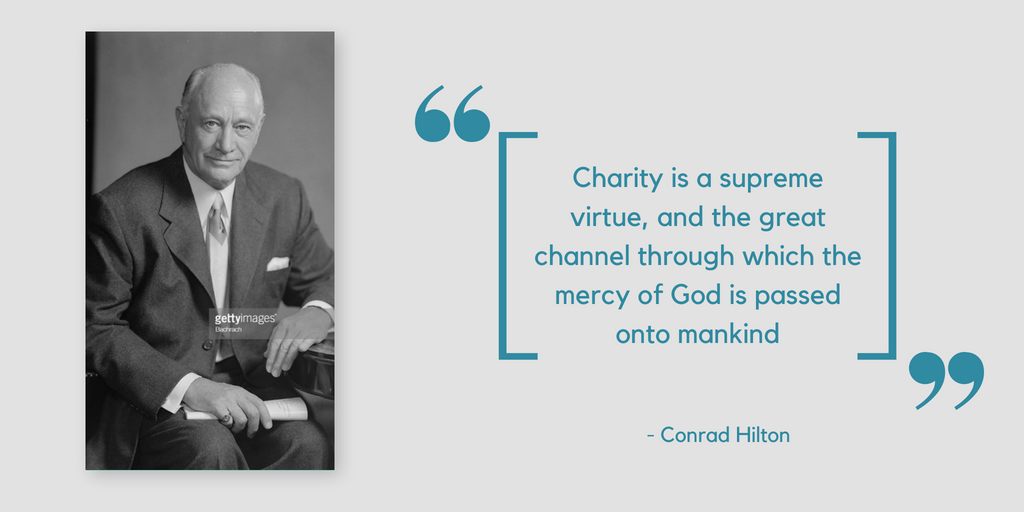 gettyimages®
Bachrach
“
Charity is a supreme
virtue, and the great
channel through which the
mercy of God is passed
onto mankind
”
- Conrad Hilton